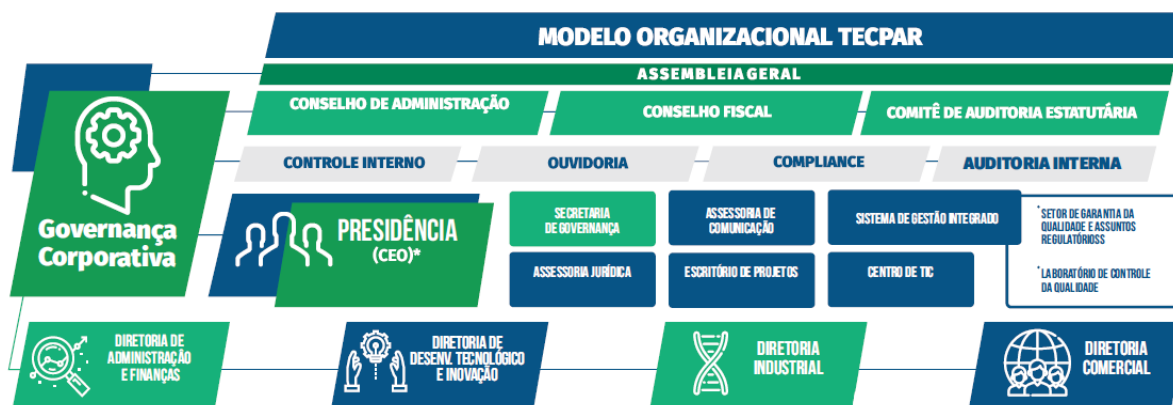 MODELO ORGANIZACIONAL TECPAR
ASSEMBLEIA GERAL
CONSELHO DE ADMINISTRAÇÃO
CONSELHO FISCAL
COMITÊ DE AUDITORIA ESTATUTÁRIA
CONTROLE INTERNO
OUVIDORIA
COMPLIANCE
AUDITORIA INTERNA
Governança
Corporativa
PRESIDÊNCIA
(CEO)*
SECRETARIA
DE GOVERNANÇA
ASSESSORIA DE
COMUNICAÇÃO
SISTEMA DE GESTÃO INTEGRADO
*SETOR DE GARANTIA DA
QUALIDADE E ASSUNTOS
REGULATÓRIOSS
ASSESSORIA JURÍDICA
ESCRITÓRIO DE PROJETOS
CENTRO DE TIC
*LABORATÓRIO DE CONTROLE
DA QUALIDADE
DIRETORIA DE
ADMINISTRAÇÃO
E FINANÇAS
DIRETORIA DE
DESENV. TECNOLÓGICO
E INOVAÇÃO
DIRETORIA
INDUSTRIAL
DIRETORIA
COMERCIAL